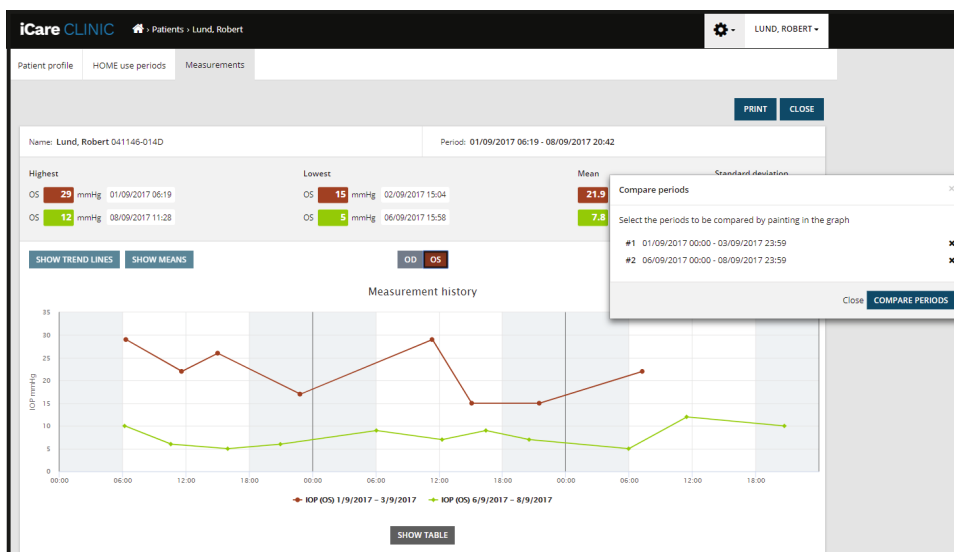 iCare CLINIC › Patients › Lund, Robert LUND, ROBERT
Patient profile HOME use periods Measurements
PRINT CLOSE
Name: Lund, Robert 041146-014D Period: 01/09/2017 06:19 - 08/09/2017 20:42
Highest Lowest Mean Standard deviation
OS 29 mmHg 01/09/2017 06:19 OS 15 mmHg 02/09/2017 15:04 21.9
OS 12 mmHg 08/09/2017 11:28 OS 5 mmHg 06/09/2017 15:58 7.8
Compare periods ×
Select the periods to be compared by painting in the graph
#1 01/09/2017 00:00 - 03/09/2017 23:59 ×
#2 06/09/2017 00:00 - 08/09/2017 23:59 ×
Close COMPARE PERIODS
SHOW TREND LINES SHOW MEANS OD OS
Measurement history
IOP mmHg
35
30
25
20
15
10
5
0
00:00 06:00 12:00 18:00 00:00 06:00 12:00 18:00 00:00 06:00 12:00 18:00
IOP (OS) 1/9/2017 – 3/9/2017 IOP (OS) 6/9/2017 – 8/9/2017
SHOW TABLE